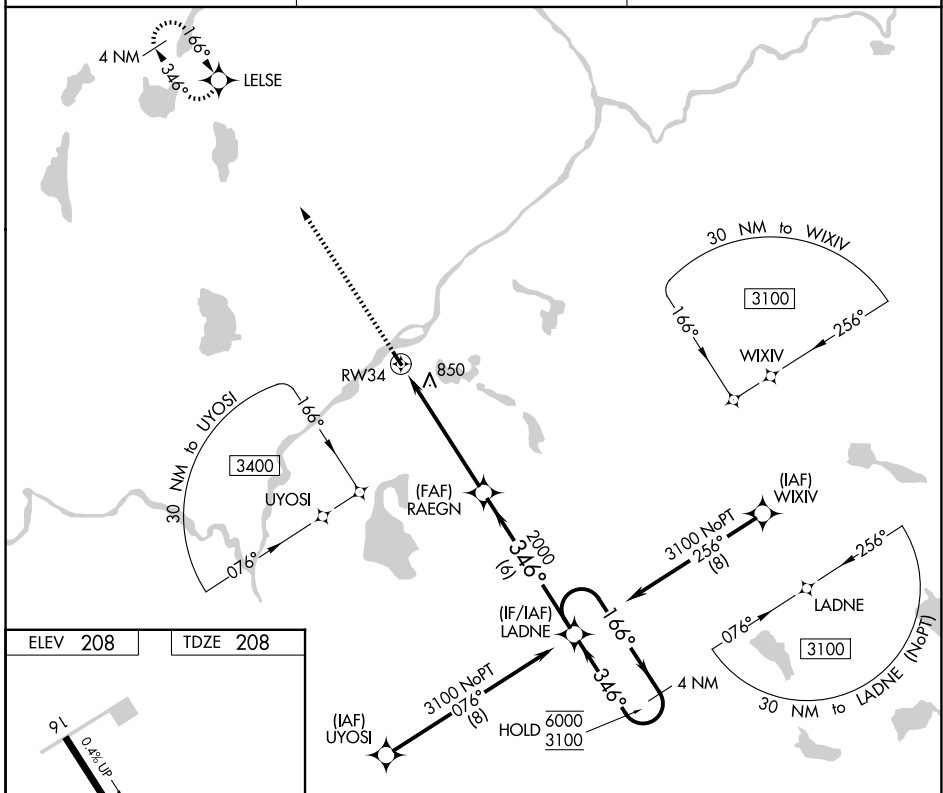 166°
4 NM
346°
LELSE
30 NM to WIXIV
3100
166°
256°
WIXIV
RW34
850
30 NM to UYOSI
166°
3400
UYOSI
076°
(FAF)
RAEGN
(IAF)
WIXIV
3100 NoPT
256°
(8)
2000
346°
(6)
256°
LADNE
076°
3100
30 NM to LADNE (NoPT)
(IF/IAF)
LADNE
166°
346°
4 NM
HOLD 6000
3100
3100 NoPT
076°
(8)
(IAF)
UYOSI
ELEV 208
TDZE 208
16
0.4% UP